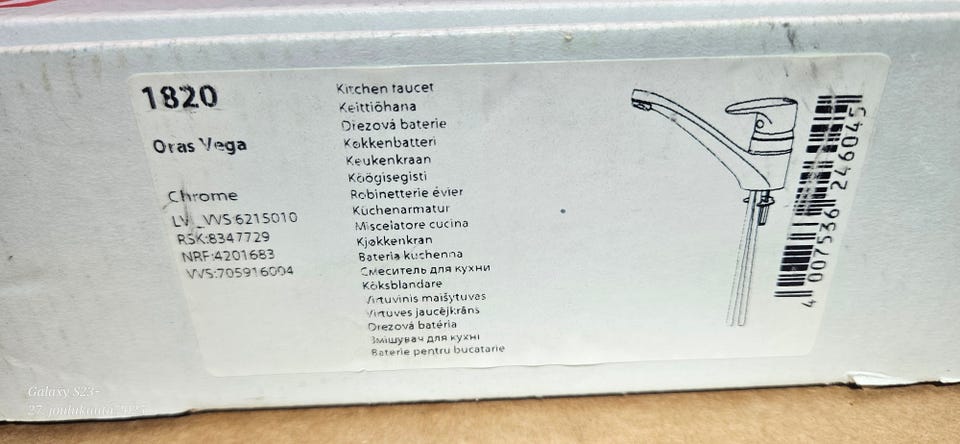 1820
Oras Vega
Chrome
LVI_VVS:6215010
RSK:8347729
NRF:4201683
VVS:705916004
Kitchen faucet
Keittiöhana
Dřezová baterie
Køkkenbatteri
Keukenkraan
Köögisegisti
Robinetterie évier
Küchenarmatur
Miscelatore cucina
Kjøkkenkran
Bateria kuchenna
Смеситель для кухни
Köksblandare
Virtuvinis maišytuvas
Virtuves jaucējkrāns
Drezová batéria
Змішувач для кухні
Baterie pentru bucatarie
4 007536 246045
Galaxy S23+
27. joulukuuta